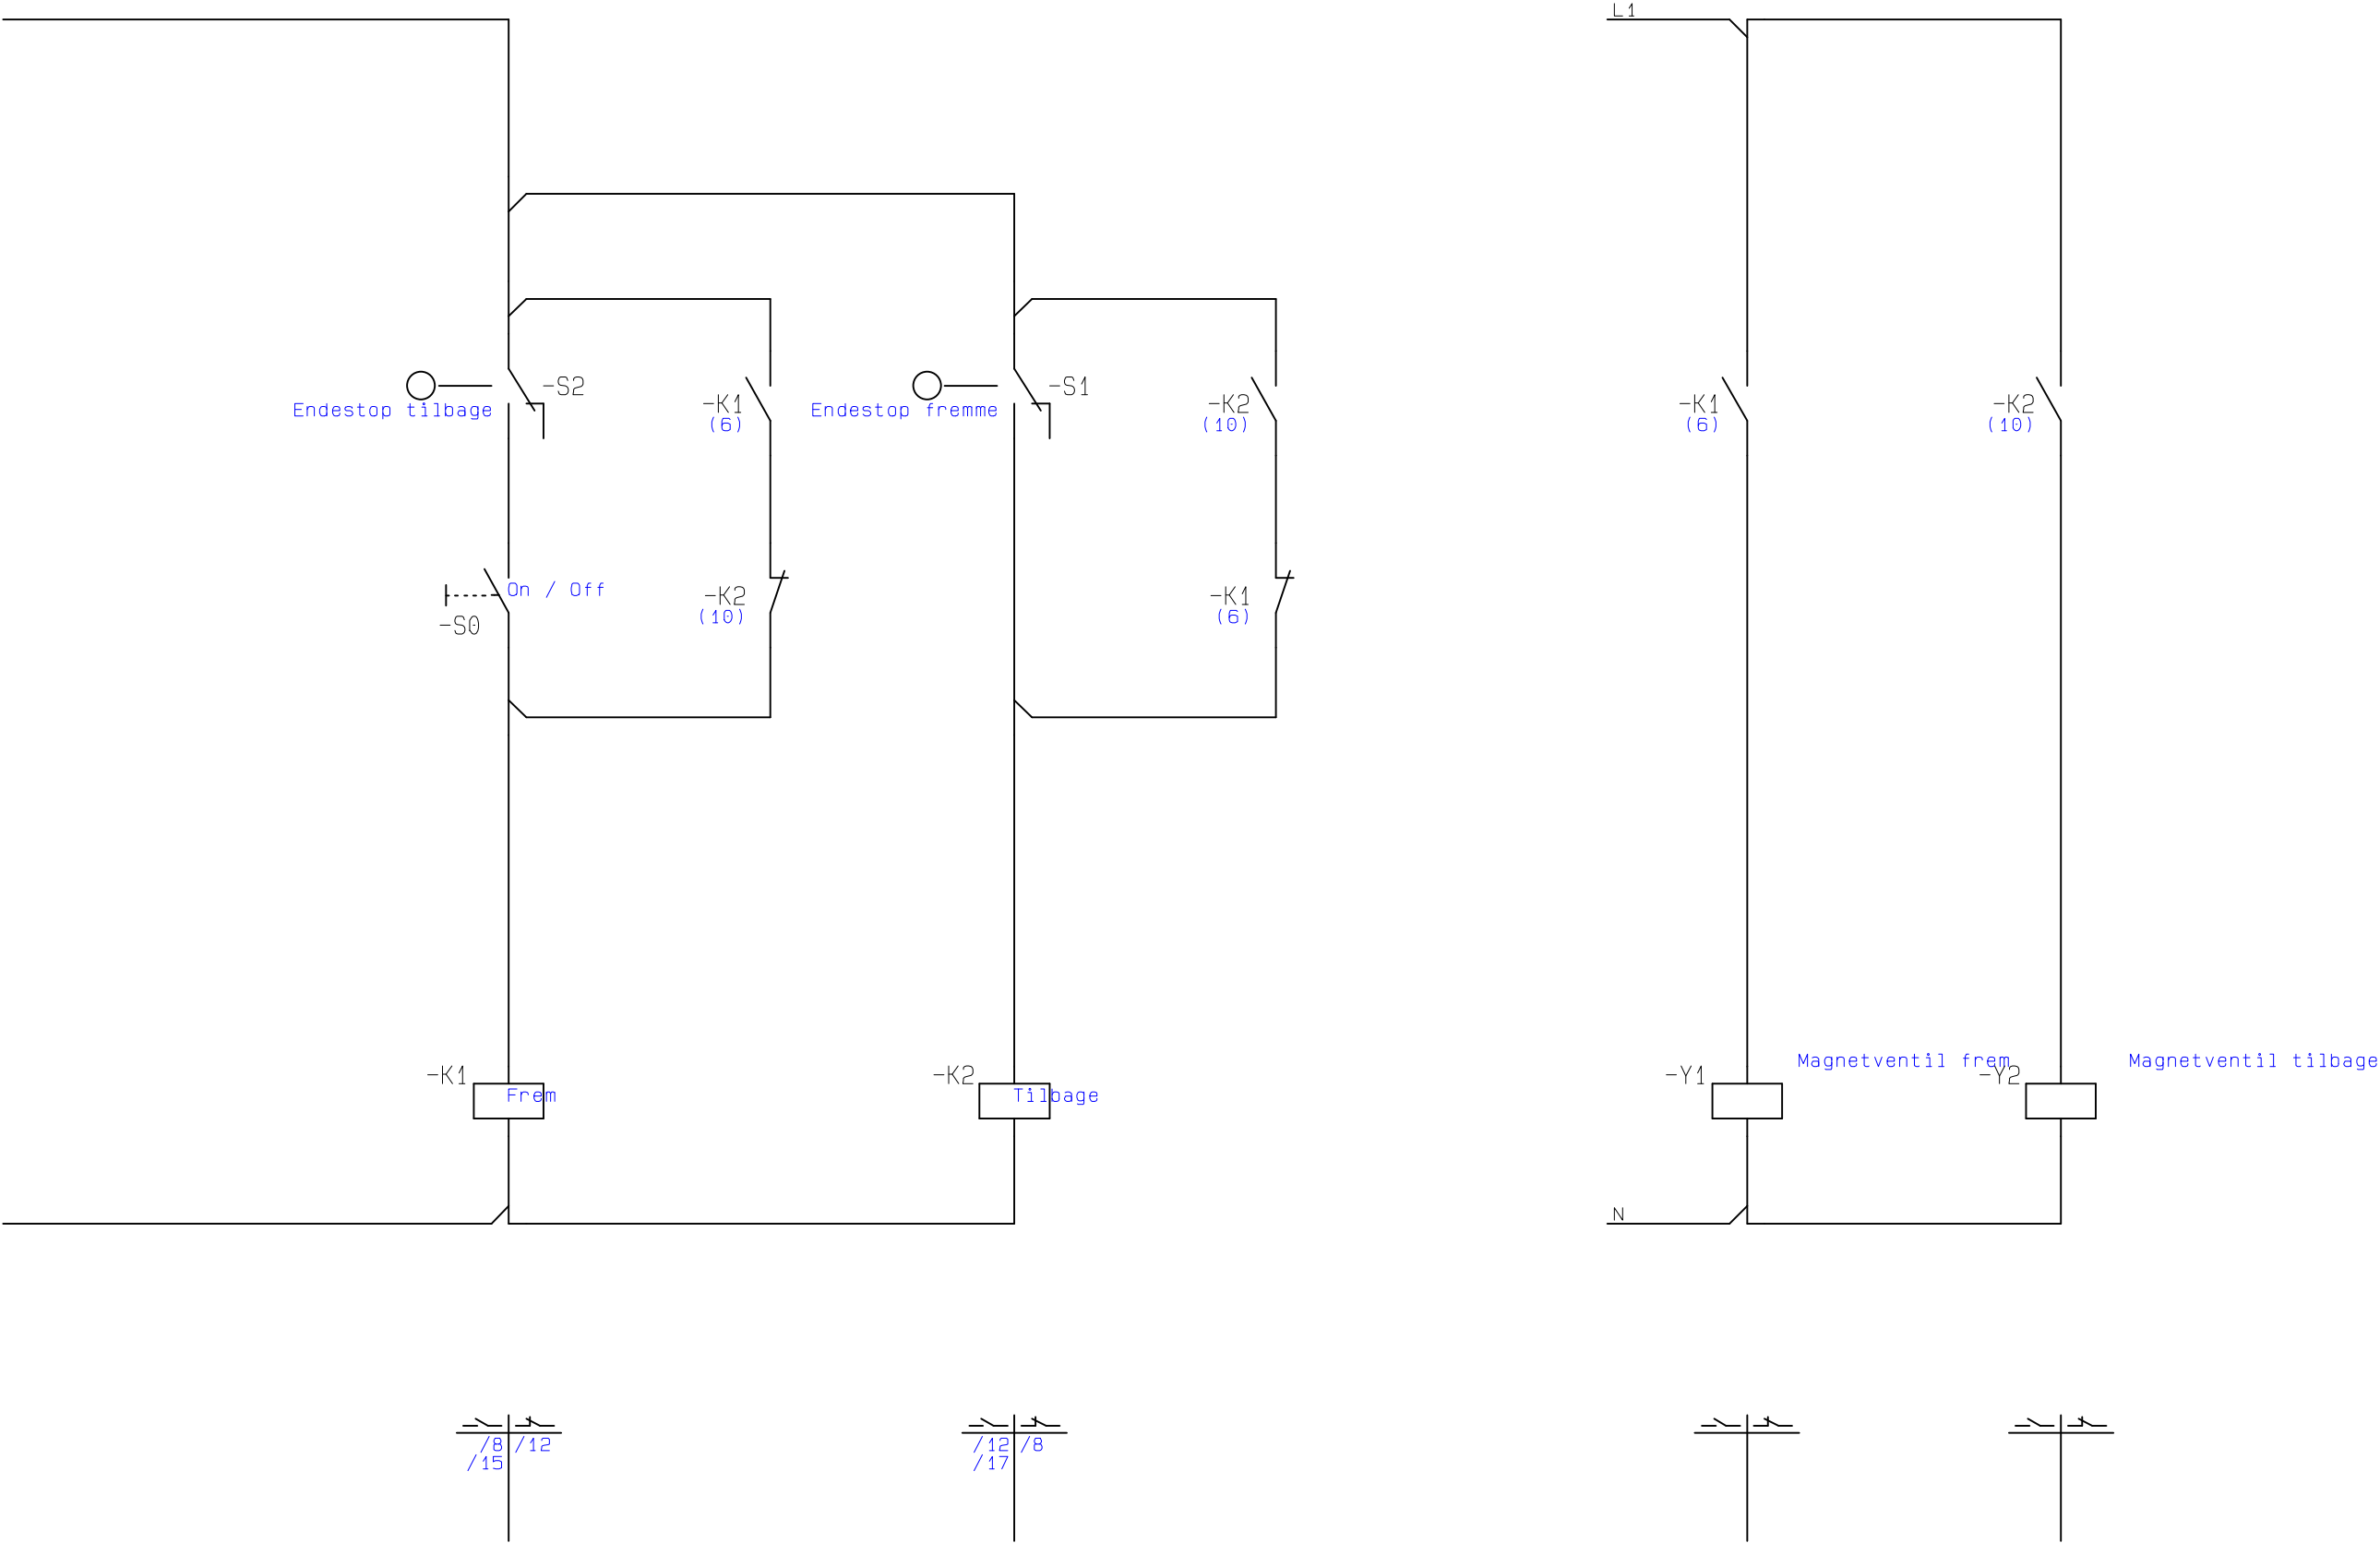 L1
-S2
Endestop tilbage
-K1
(6)
-S1
Endestop fremme
-K2
(10)
-K1
(6)
-K2
(10)
On / Off
-S0
-K2
(10)
-K1
(6)
-K1
Frem
-K2
Tilbage
-Y1
Magnetventil frem
-Y2
Magnetventil tilbage
N
/8 /12
/15
/12 /8
/17